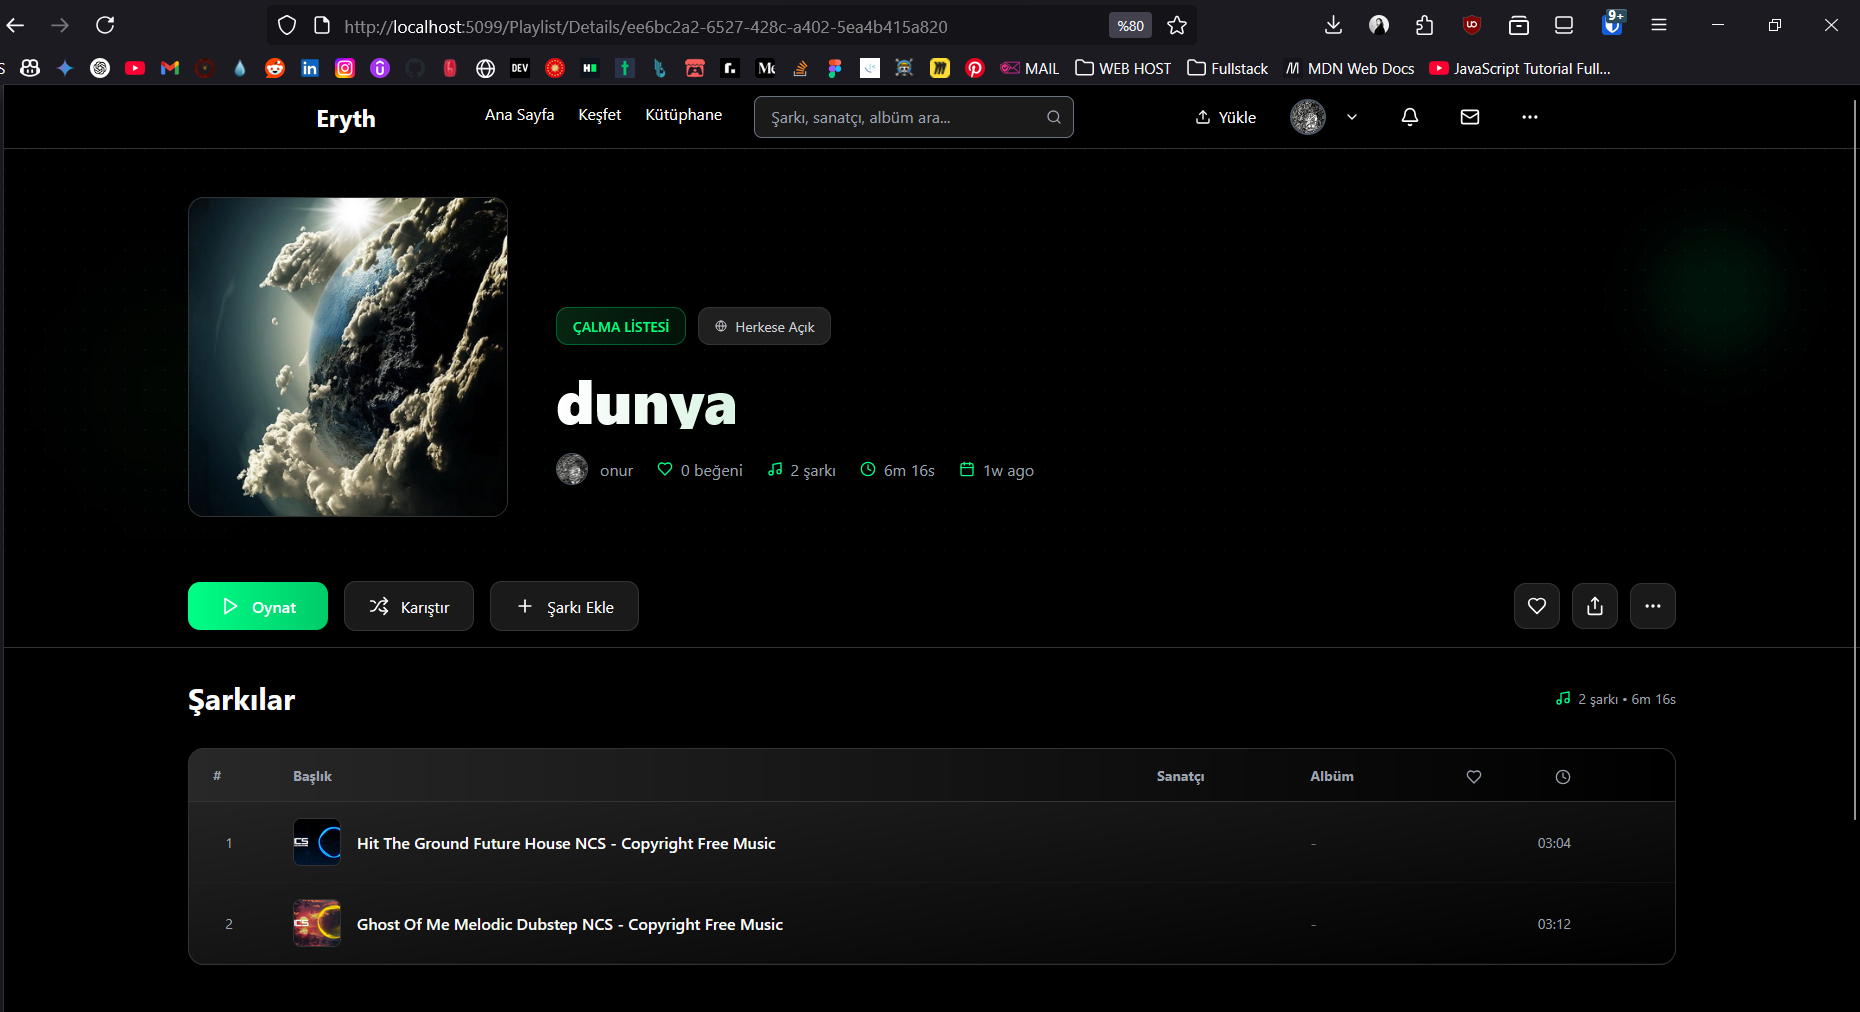 http://localhost:5099/Playlist/Details/ee6bc2a2-6527-428c-a402-5ea4b415a820
%80
9+
S
DEV
MAIL
WEB HOST
Fullstack
MDN Web Docs
JavaScript Tutorial Full...
Eryth
Ana Sayfa
Keşfet
Kütüphane
Şarkı, sanatçı, albüm ara...
Yükle
ÇALMA LİSTESİ
Herkese Açık
dunya
onur
0 beğeni
2 şarkı
6m 16s
1w ago
Oynat
Karıştır
Şarkı Ekle
Şarkılar
2 şarkı • 6m 16s
#
Başlık
Sanatçı
Albüm
1
CS
Hit The Ground Future House NCS - Copyright Free Music
-
03:04
2
CS
Ghost Of Me Melodic Dubstep NCS - Copyright Free Music
-
03:12